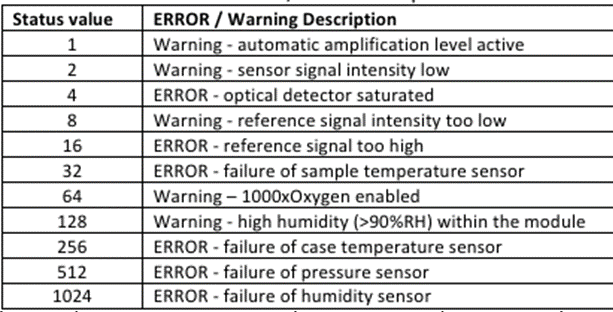 Status value ERROR / Warning Description
1 Warning - automatic amplification level active
2 Warning - sensor signal intensity low
4 ERROR - optical detector saturated
8 Warning - reference signal intensity too low
16 ERROR - reference signal too high
32 ERROR - failure of sample temperature sensor
64 Warning – 1000xOxygen enabled
128 Warning - high humidity (>90%RH) within the module
256 ERROR - failure of case temperature sensor
512 ERROR - failure of pressure sensor
1024 ERROR - failure of humidity sensor